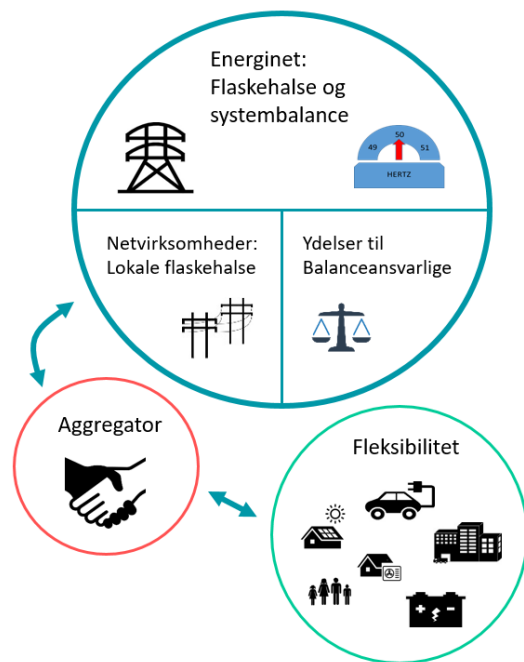 Energinet:
Flaskehalse og
systembalance
49
50
51
HERTZ
Netvirksomheder:
Lokale flaskehalse
Ydelser til
Balanceansvarlige
Aggregator
Fleksibilitet